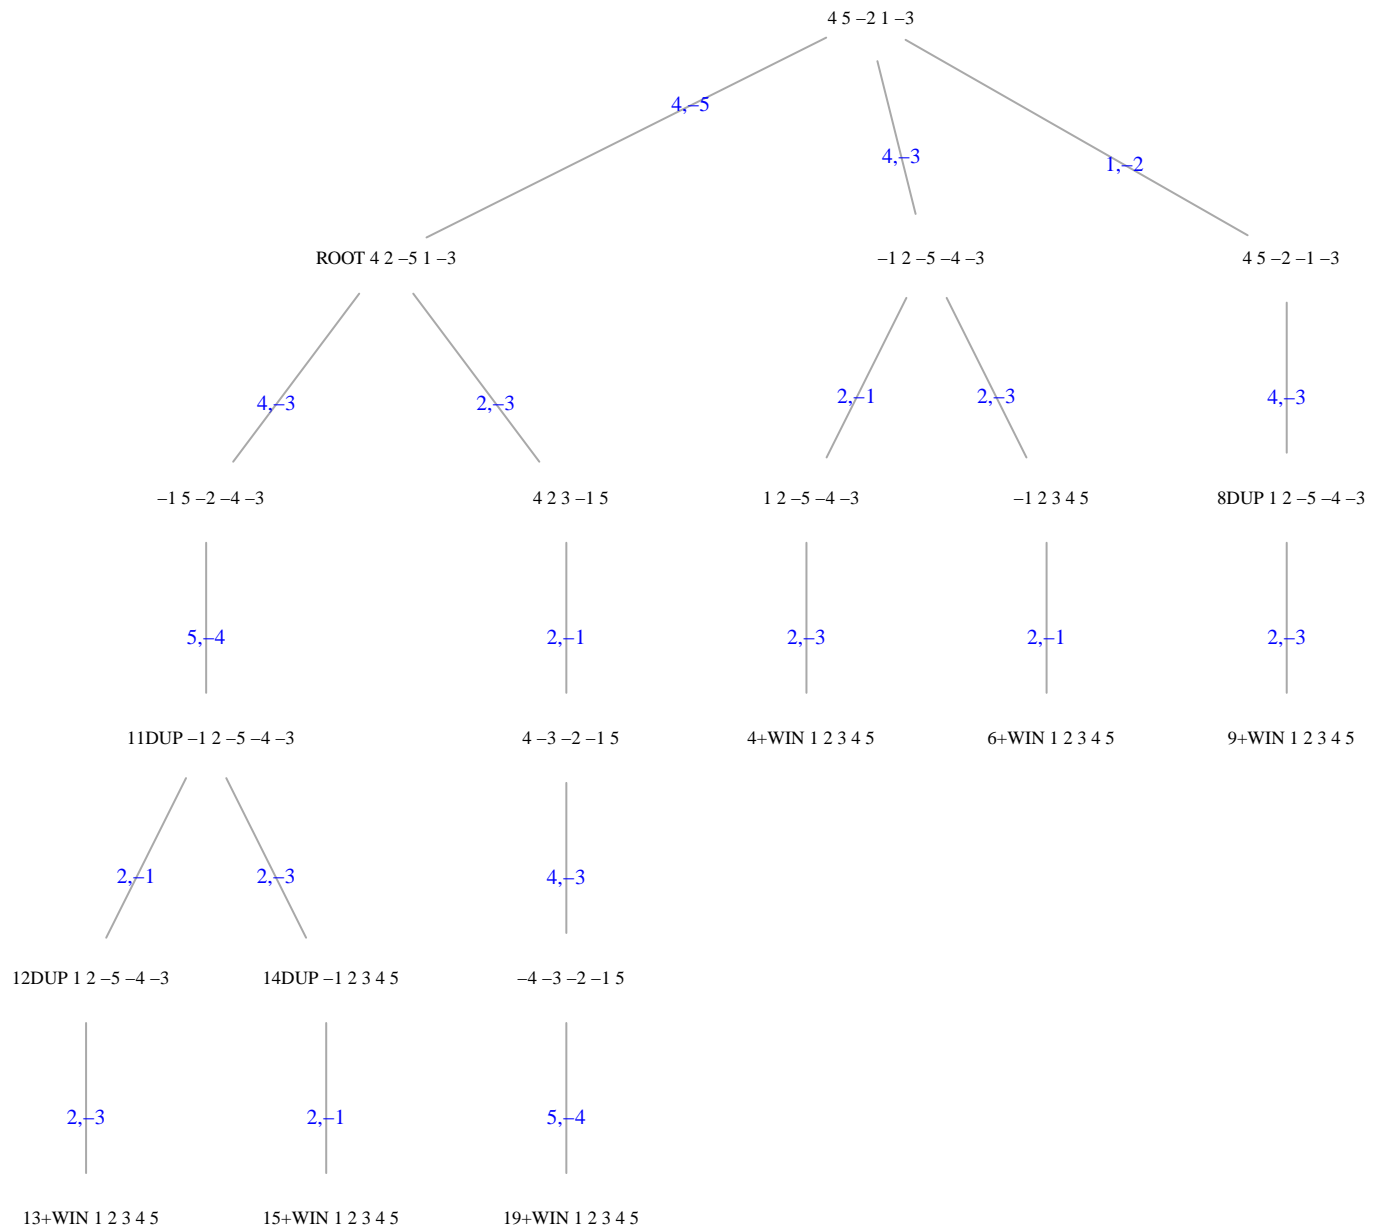 4 5 −2 1 −3
4,−5
4,−3
1,−2
ROOT 4 2 −5 1 −3
−1 2 −5 −4 −3
4 5 −2 −1 −3
4,−3
2,−3
2,−1
2,−3
4,−3
−1 5 −2 −4 −3
4 2 3 −1 5
1 2 −5 −4 −3
−1 2 3 4 5
8DUP 1 2 −5 −4 −3
5,−4
2,−1
2,−3
2,−1
2,−3
11DUP −1 2 −5 −4 −3
4 −3 −2 −1 5
4+WIN 1 2 3 4 5
6+WIN 1 2 3 4 5
9+WIN 1 2 3 4 5
2,−1
2,−3
4,−3
12DUP 1 2 −5 −4 −3
14DUP −1 2 3 4 5
−4 −3 −2 −1 5
2,−3
2,−1
5,−4
13+WIN 1 2 3 4 5
15+WIN 1 2 3 4 5
19+WIN 1 2 3 4 5